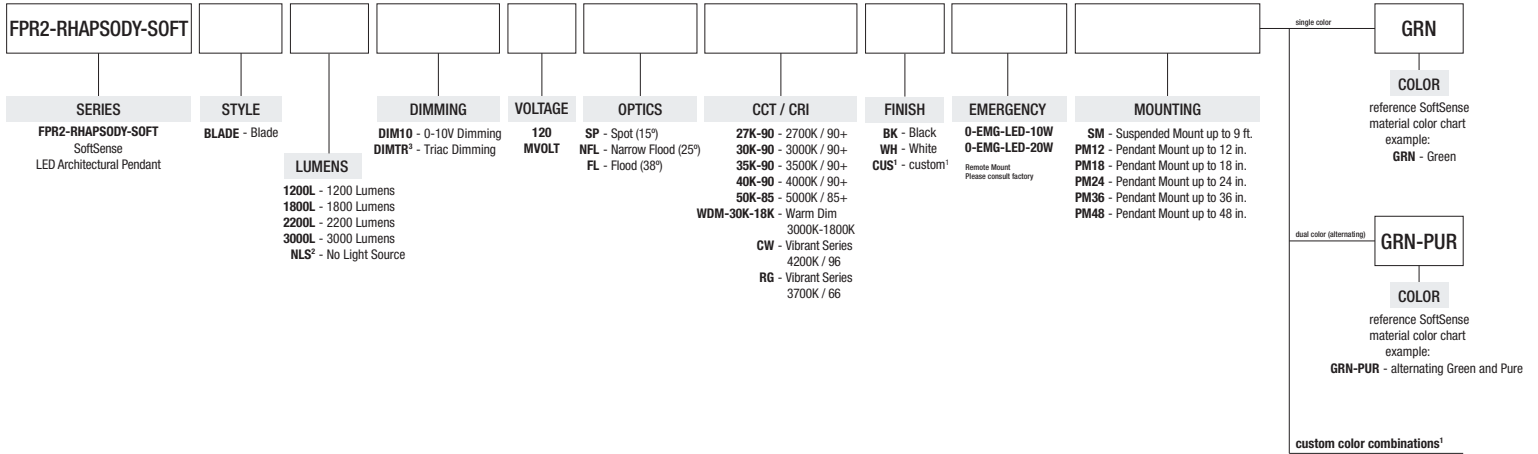 FPR2-RHAPSODY-SOFT
single color
GRN
SERIES
FPR2-RHAPSODY-SOFT
SoftSense
LED Architectural Pendant
STYLE
BLADE - Blade
LUMENS
1200L - 1200 Lumens
1800L - 1800 Lumens
2200L - 2200 Lumens
3000L - 3000 Lumens
NLS² - No Light Source
DIMMING
DIM10 - 0-10V Dimming
DIMTR³ - Triac Dimming
VOLTAGE
120
MVOLT
OPTICS
SP - Spot (15º)
NFL - Narrow Flood (25º)
FL - Flood (38º)
CCT / CRI
27K-90 - 2700K / 90+
30K-90 - 3000K / 90+
35K-90 - 3500K / 90+
40K-90 - 4000K / 90+
50K-85 - 5000K / 85+
WDM-30K-18K - Warm Dim
3000K-1800K
CW - Vibrant Series
4200K / 96
RG - Vibrant Series
3700K / 66
FINISH
BK - Black
WH - White
CUS¹ - custom¹
EMERGENCY
0-EMG-LED-10W
0-EMG-LED-20W
Remote Mount
Please consult factory
MOUNTING
SM - Suspended Mount up to 9 ft.
PM12 - Pendant Mount up to 12 in.
PM18 - Pendant Mount up to 18 in.
PM24 - Pendant Mount up to 24 in.
PM36 - Pendant Mount up to 36 in.
PM48 - Pendant Mount up to 48 in.
COLOR
reference SoftSense
material color chart
example:
GRN - Green
dual color (alternating)
GRN-PUR
COLOR
reference SoftSense
material color chart
example:
GRN-PUR - alternating Green and Pure
custom color combinations¹